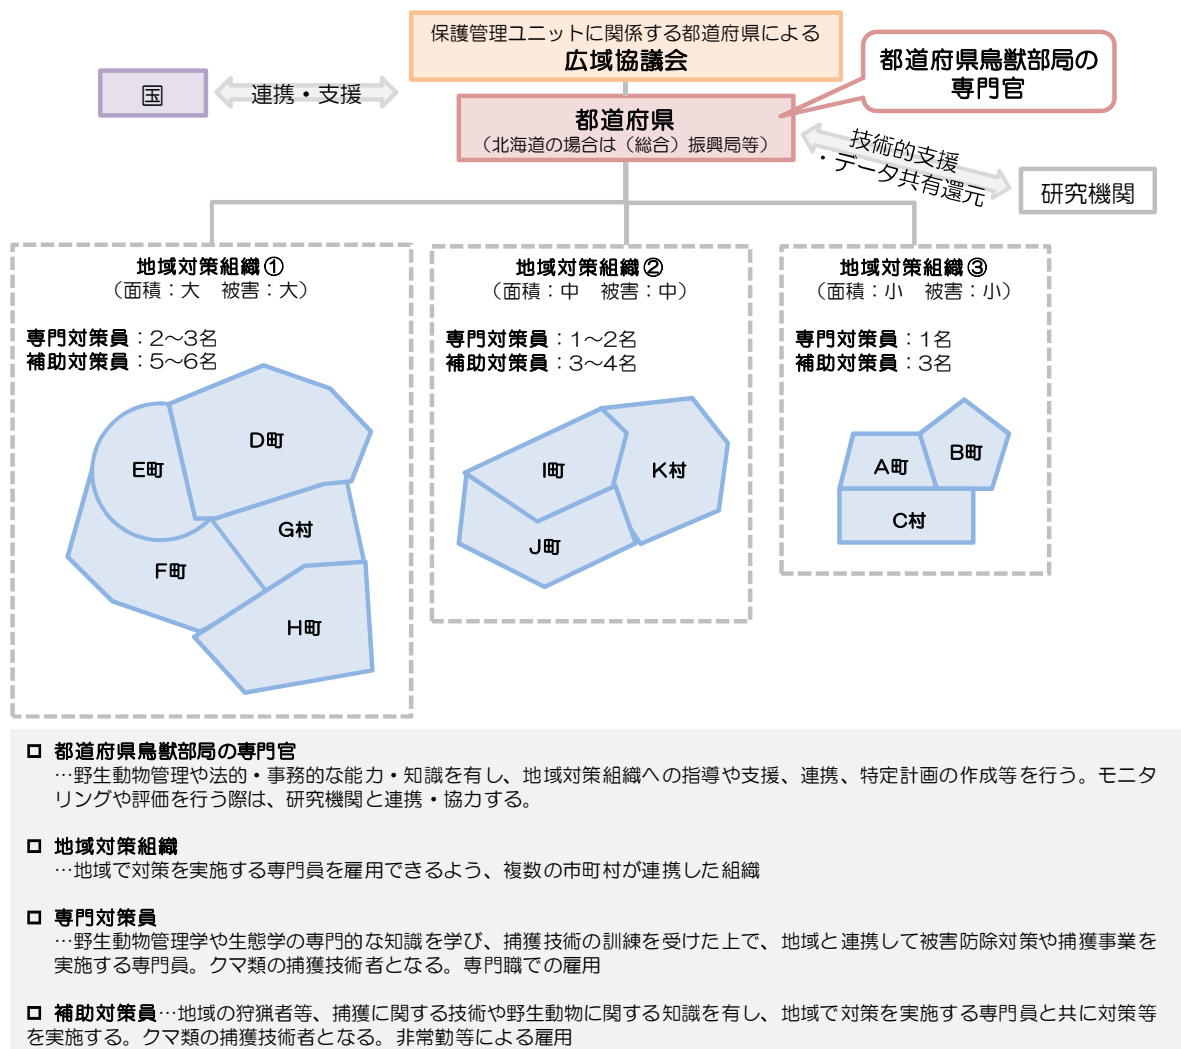 保護管理ユニットに関係する都道府県による
広域協議会
都道府県鳥獣部局の
専門官
国
連携・支援
都道府県
（北海道の場合は（総合）振興局等）
技術的支援
・データ共有還元
研究機関
地域対策組織①
（面積：大　被害：大）
専門対策員：2～3名
補助対策員：5～6名
D町
E町
G村
F町
H町
地域対策組織②
（面積：中　被害：中）
専門対策員：1～2名
補助対策員：3～4名
I町
K村
J町
地域対策組織③
（面積：小　被害：小）
専門対策員：1名
補助対策員：3名
A町
B町
C村
□ 都道府県鳥獣部局の専門官
…野生動物管理や法的・事務的な能力・知識を有し、地域対策組織への指導や支援、連携、特定計画の作成等を行う。モニタ
リングや評価を行う際は、研究機関と連携・協力する。
□ 地域対策組織
…地域で対策を実施する専門員を雇用できるよう、複数の市町村が連携した組織
□ 専門対策員
…野生動物管理学や生態学の専門的な知識を学び、捕獲技術の訓練を受けた上で、地域と連携して被害防除対策や捕獲事業を
実施する専門員。クマ類の捕獲技術者となる。専門職での雇用
□ 補助対策員…地域の狩猟者等、捕獲に関する技術や野生動物に関する知識を有し、地域で対策を実施する専門員と共に対策等
を実施する。クマ類の捕獲技術者となる。非常勤等による雇用